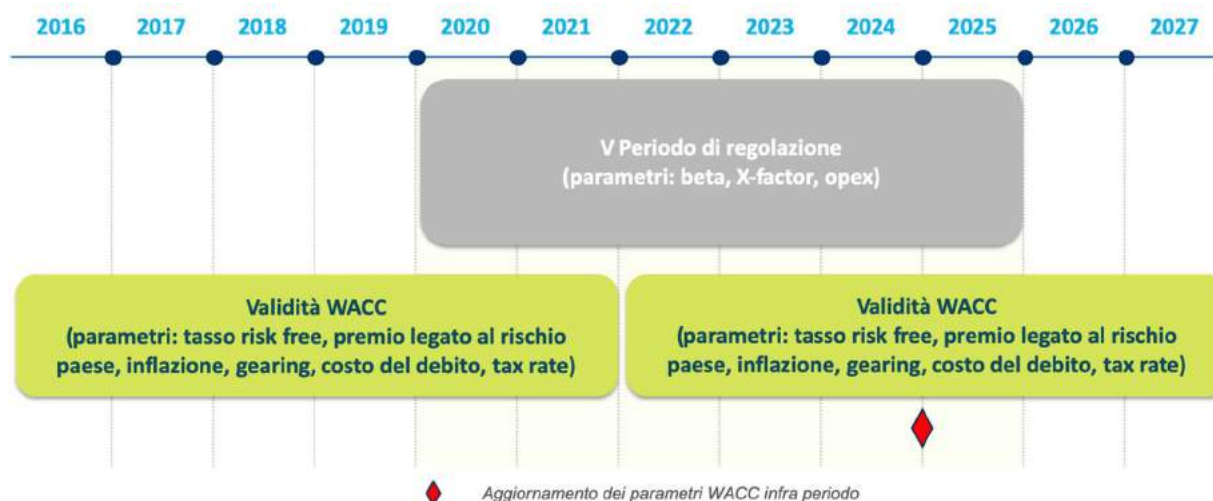 2016 2017 2018 2019 2020 2021 2022 2023 2024 2025 2026 2027
V Periodo di regolazione
(parametri: beta, X-factor, opex)
Validità WACC
(parametri: tasso risk free, premio legato al rischio
paese, inflazione, gearing, costo del debito, tax rate)
Validità WACC
(parametri: tasso risk free, premio legato al rischio
paese, inflazione, gearing, costo del debito, tax rate)
Aggiornamento dei parametri WACC infra periodo